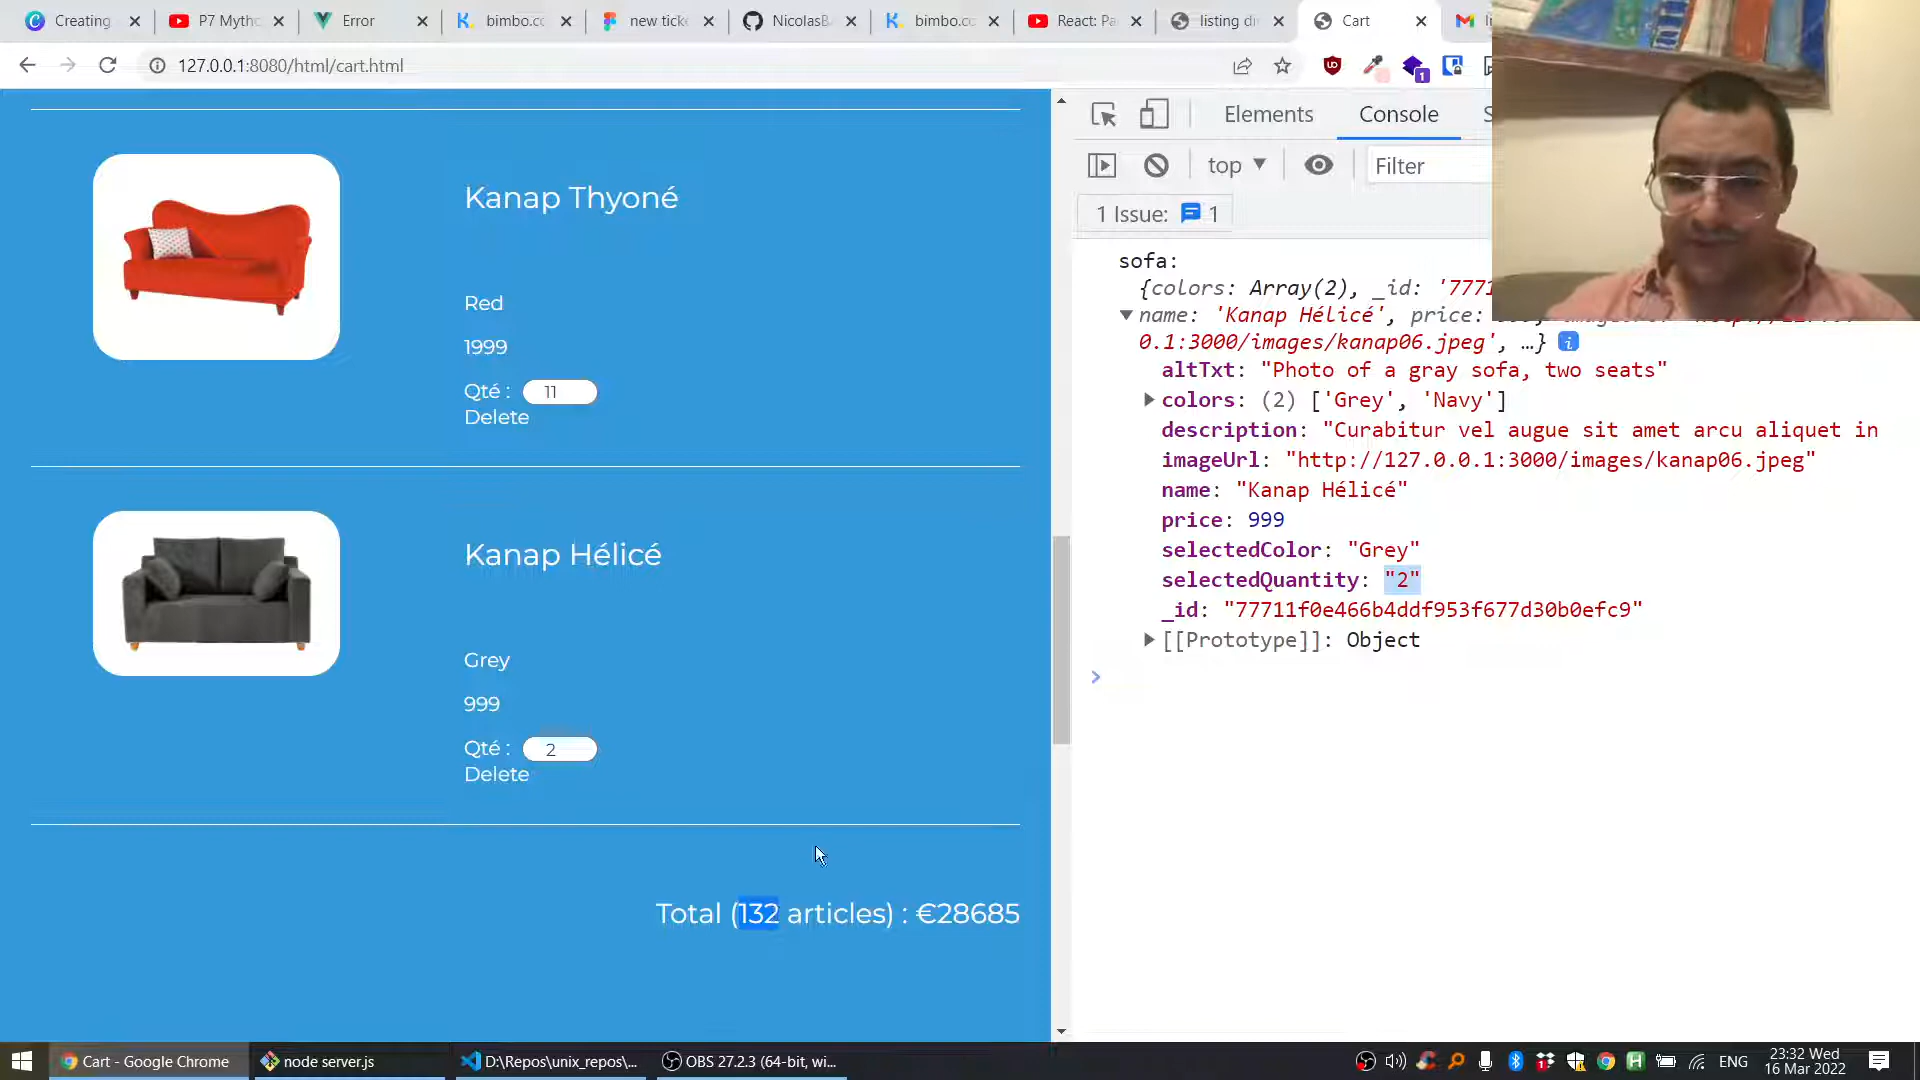 Creating
P7 Mytho
Error
bimbo.co
new ticke
NicolasB
bimbo.co
React: Pa
listing di
Cart
127.0.0.1:8080/html/cart.html
Kanap Thyoné
Red
1999
Qté : 11
Delete
Kanap Hélicé
Grey
999
Qté : 2
Delete
Total (132 articles) : €28685
Elements Console S
top Filter
1 Issue: 1
sofa:
{colors: Array(2), _id: '7771
name: 'Kanap Hélicé', price:
0.1:3000/images/kanap06.jpeg', …}
altTxt: "Photo of a gray sofa, two seats"
colors: (2) ['Grey', 'Navy']
description: "Curabitur vel augue sit amet arcu aliquet in
imageUrl: "http://127.0.0.1:3000/images/kanap06.jpeg"
name: "Kanap Hélicé"
price: 999
selectedColor: "Grey"
selectedQuantity: "2"
_id: "77711f0e466b4ddf953f677d30b0efc9"
[[Prototype]]: Object
Cart - Google Chrome
node server.js
D:\Repos\unix_repos\...
OBS 27.2.3 (64-bit, wi...
ENG
23:32 Wed
16 Mar 2022